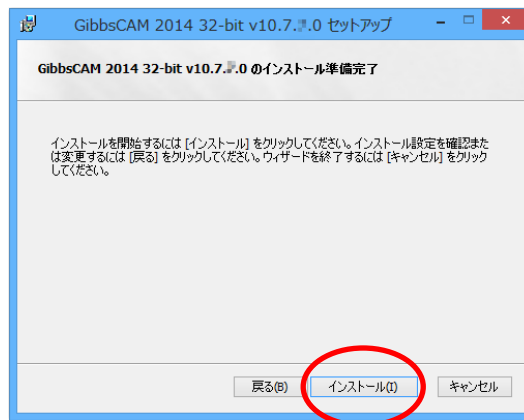 GibbsCAM 2014 32-bit v10.7. .0 セットアップ
GibbsCAM 2014 32-bit v10.7. .0 のインストール準備完了
インストールを開始するには [インストール] をクリックしてください。インストール設定を確認また
は変更するには [戻る] をクリックしてください。ウィザードを終了するには [キャンセル] をクリック
してください。
戻る(B) インストール(I) キャンセル